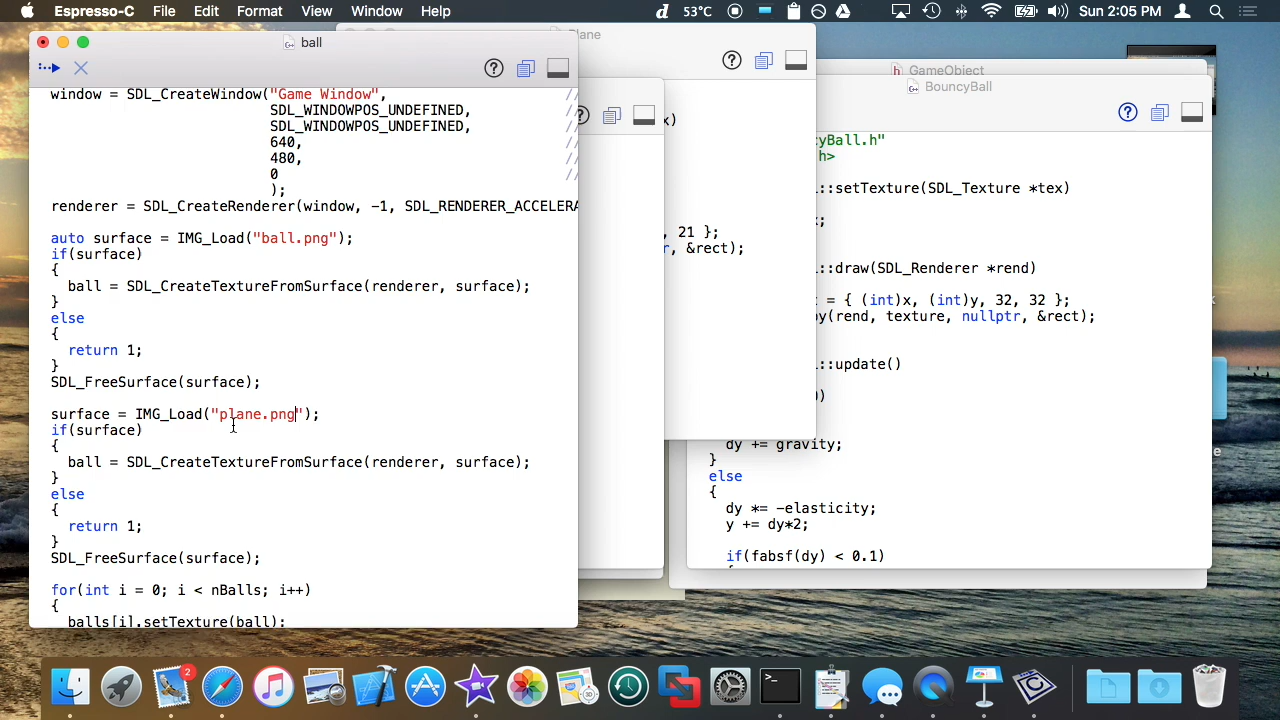 Espresso-C File Edit Format View Window Help
53°C
Sun 2:05 PM
ball
window = SDL_CreateWindow("Game Window", //
SDL_WINDOWPOS_UNDEFINED, //
SDL_WINDOWPOS_UNDEFINED, //
640, //
480, //
0 //
);
renderer = SDL_CreateRenderer(window, -1, SDL_RENDERER_ACCELERA
auto surface = IMG_Load("ball.png");
if(surface)
{
ball = SDL_CreateTextureFromSurface(renderer, surface);
}
else
{
return 1;
}
SDL_FreeSurface(surface);
surface = IMG_Load("plane.png");
if(surface)
{
ball = SDL_CreateTextureFromSurface(renderer, surface);
}
else
{
return 1;
}
SDL_FreeSurface(surface);
for(int i = 0; i < nBalls; i++)
{
balls[i].setTexture(ball);
Plane
x)
, 21 };
r, &rect);
GameObject
BouncyBall
cyBall.h"
h>
l::setTexture(SDL_Texture *tex)
x;
l::draw(SDL_Renderer *rend)
t = { (int)x, (int)y, 32, 32 };
py(rend, texture, nullptr, &rect);
l::update()
0)
dy += gravity;
}
else
{
dy *= -elasticity;
y += dy*2;
if(fabsf(dy) < 0.1)
2